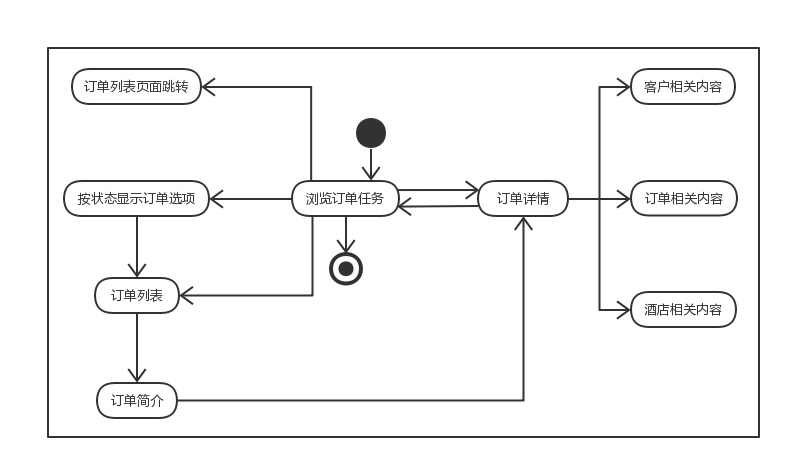 订单列表页面跳转
客户相关内容
按状态显示订单选项
浏览订单任务
订单详情
订单相关内容
订单列表
酒店相关内容
订单简介